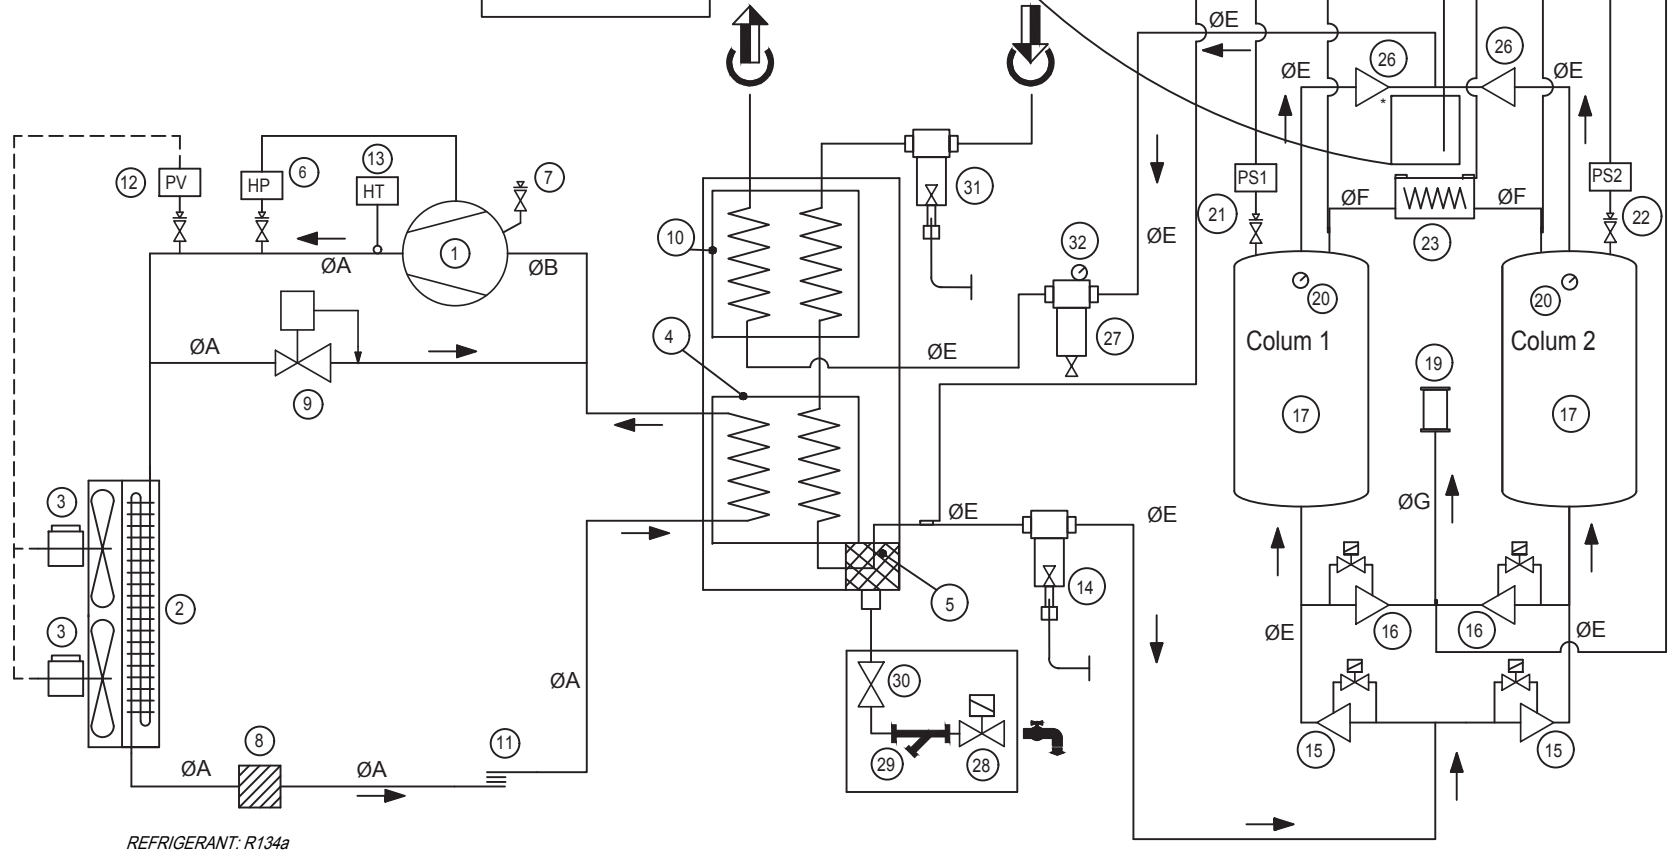 ØE
26
26
ØE
ØE
*
12
PV
6
HP
13
HT
7
31
PS1
PS2
21
ØF
ØF
22
10
23
32
ØE
ØA
1
ØB
20
20
4
ØA
ØE
27
Colum 1
Colum 2
19
9
17
17
3
ØE
ØE
ØG
2
5
14
3
ØE
16
16
ØE
30
ØA
11
8
29
28
15
15
ØA
ØA
REFRIGERANT: R134a